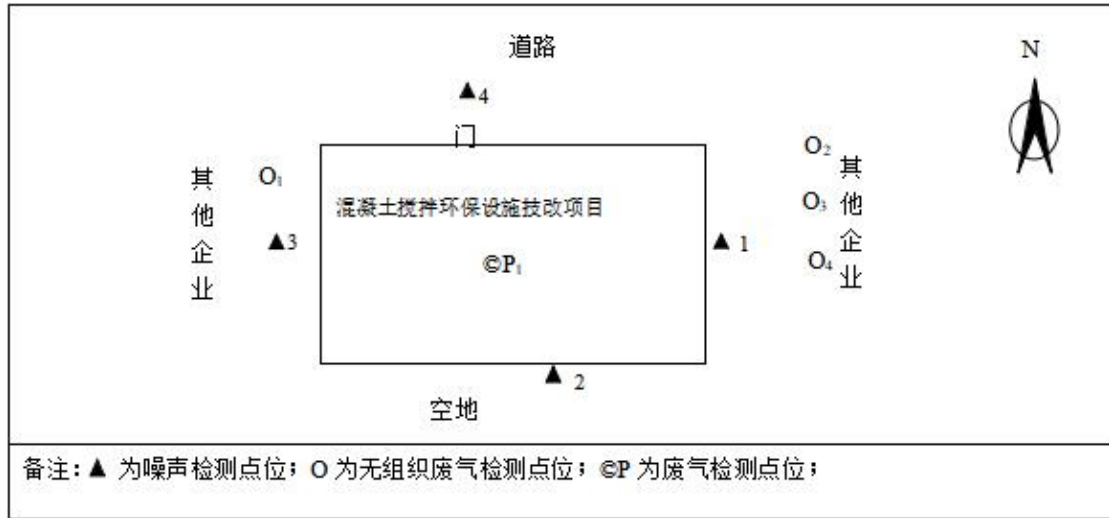 道路
N
▲4
门
其他企业
O₁
O₂
其他企业
混凝土搅拌环保设施技改项目
O₃
▲3
▲1
©P₁
O₄
▲2
空地
备注:▲ 为噪声检测点位;O 为无组织废气检测点位;©P 为废气检测点位;